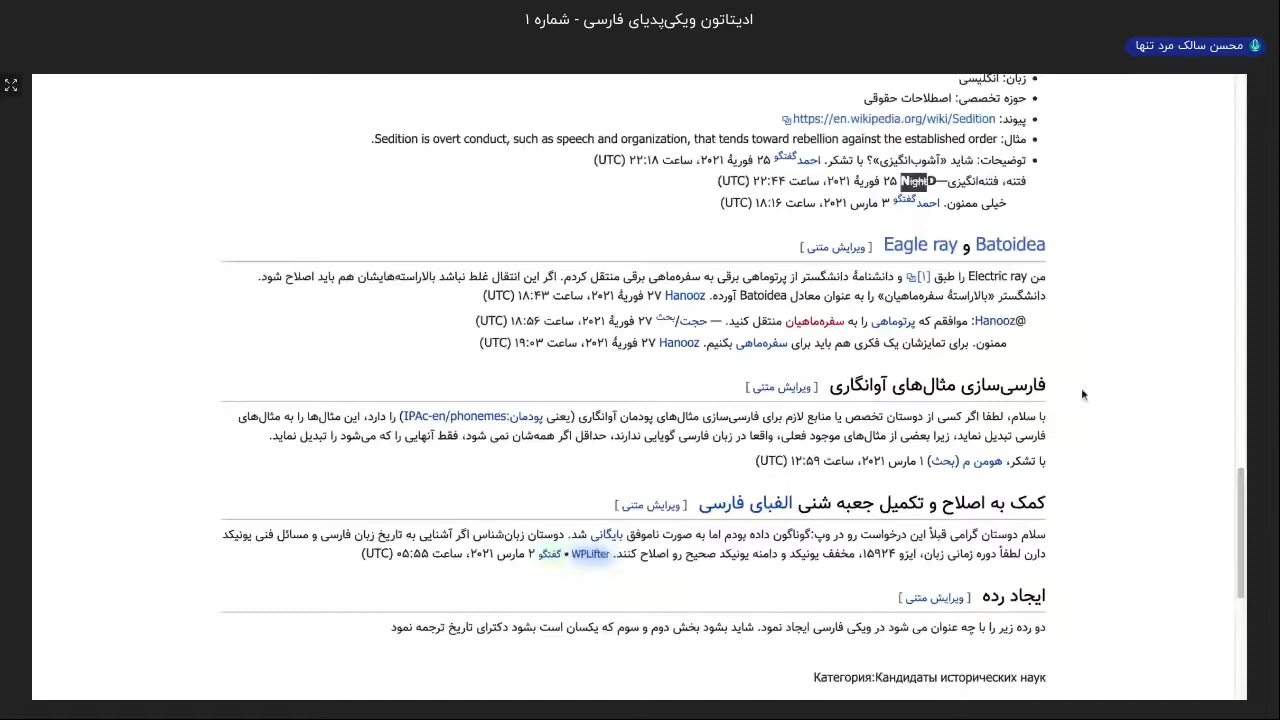 ادیتاتون ویکی‌پدیای فارسی - شماره ۱
محسن سالک مرد تنها
زبان: انگلیسی
حوزه تخصصی: اصطلاحات حقوقی
پیوند: https://en.wikipedia.org/wiki/Sedition
مثال: Sedition is overt conduct, such as speech and organization, that tends toward rebellion against the established order.
توضیحات: شاید «آشوب‌انگیزی»؟ با تشکر. احمدگفتگو ۲۵ فوریهٔ ۲۰۲۱، ساعت ۲۲:۱۸ (UTC)
فتنه، فتنه‌انگیزی—NightD ۲۵ فوریهٔ ۲۰۲۱، ساعت ۲۲:۴۴ (UTC)
خیلی ممنون. احمدگفتگو ۳ مارس ۲۰۲۱، ساعت ۱۸:۱۶ (UTC)
Batoidea و Eagle ray [ ویرایش متنی ]
من Electric ray را طبق [۱] و دانشنامهٔ دانشگستر از پرتوماهی برقی به سفره‌ماهی برقی منتقل کردم. اگر این انتقال غلط نباشد بالاراسته‌هایشان هم باید اصلاح شود.
دانشگستر «بالاراستهٔ سفره‌ماهیان» را به عنوان معادل Batoidea آورده. Hanooz ۲۷ فوریهٔ ۲۰۲۱، ساعت ۱۸:۴۳ (UTC)
@Hanooz: موافقم که پرتوماهی را به سفره‌ماهیان منتقل کنید. — حجت/بحث ۲۷ فوریهٔ ۲۰۲۱، ساعت ۱۸:۵۶ (UTC)
ممنون. برای تمایزشان یک فکری هم باید برای سفره‌ماهی بکنیم. Hanooz ۲۷ فوریهٔ ۲۰۲۱، ساعت ۱۹:۰۳ (UTC)
فارسی‌سازی مثال‌های آوانگاری [ ویرایش متنی ]
با سلام، لطفا اگر کسی از دوستان تخصص یا منابع لازم برای فارسی‌سازی مثال‌های پودمان آوانگاری (یعنی پودمان:IPAc-en/phonemes) را دارد، این مثال‌ها را به مثال‌های
فارسی تبدیل نماید، زیرا بعضی از مثال‌های موجود فعلی، واقعا در زبان فارسی گویایی ندارند، حداقل اگر همه‌شان نمی شود، فقط آنهایی را که می‌شود را تبدیل نماید.
با تشکر، هومن م (بحث) ۱ مارس ۲۰۲۱، ساعت ۱۲:۵۹ (UTC)
کمک به اصلاح و تکمیل جعبه شنی الفبای فارسی [ ویرایش متنی ]
سلام دوستان گرامی قبلاً این درخواست رو در وپ:گوناگون داده بودم اما به صورت ناموفق بایگانی شد. دوستان زبان‌شناس اگر آشنایی به تاریخ زبان فارسی و مسائل فنی یونیکد
دارن لطفاً دوره زمانی زبان، ایزو ۱۵۹۲۴، مخفف یونیکد و دامنه یونیکد صحیح رو اصلاح کنند. WPLifter • گفتگو ۲ مارس ۲۰۲۱، ساعت ۰۵:۵۵ (UTC)
ایجاد رده [ ویرایش متنی ]
دو رده زیر را با چه عنوان می شود در ویکی فارسی ایجاد نمود. شاید بشود بخش دوم و سوم که یکسان است بشود دکترای تاریخ ترجمه نمود
Категория:Кандидаты исторических наук